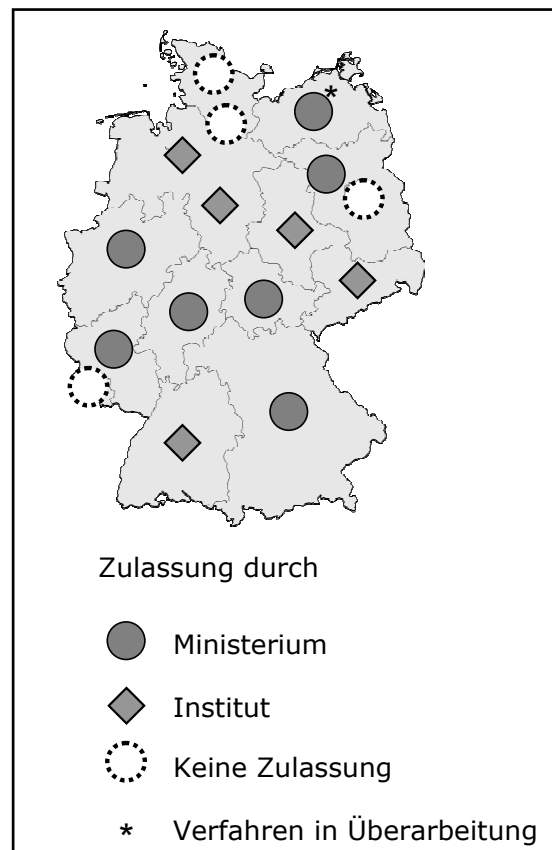 *
Zulassung durch
Ministerium
Institut
Keine Zulassung
* Verfahren in Überarbeitung